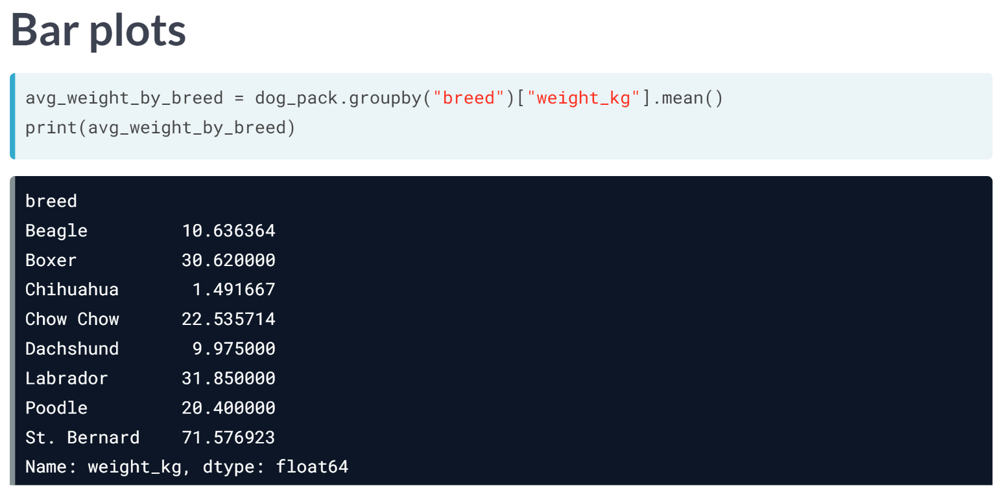 Bar plots
avg_weight_by_breed = dog_pack.groupby("breed")["weight_kg"].mean()
print(avg_weight_by_breed)
breed
Beagle         10.636364
Boxer          30.620000
Chihuahua       1.491667
Chow Chow      22.535714
Dachshund       9.975000
Labrador       31.850000
Poodle         20.400000
St. Bernard    71.576923
Name: weight_kg, dtype: float64